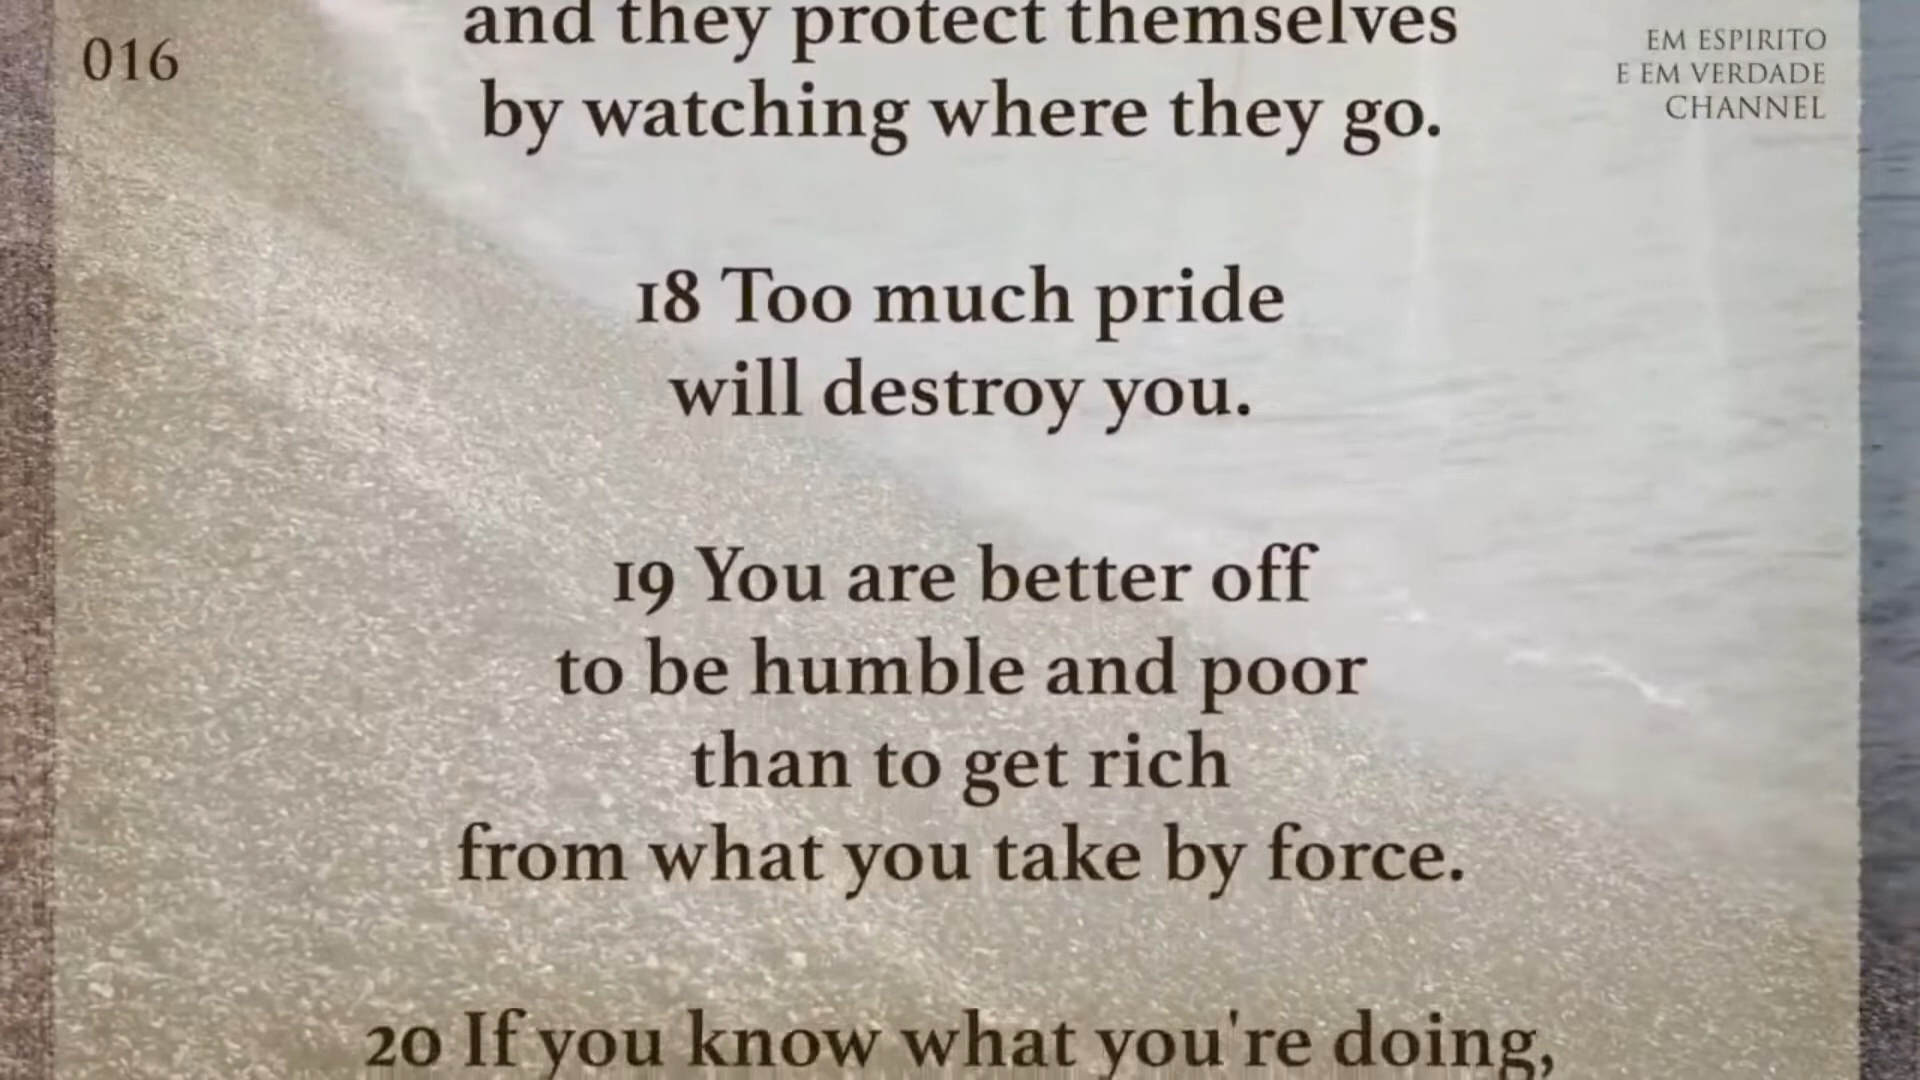 016
EM ESPIRITO
E EM VERDADE
CHANNEL
and they protect themselves
by watching where they go.
18 Too much pride
will destroy you.
19 You are better off
to be humble and poor
than to get rich
from what you take by force.
20 If you know what you're doing,